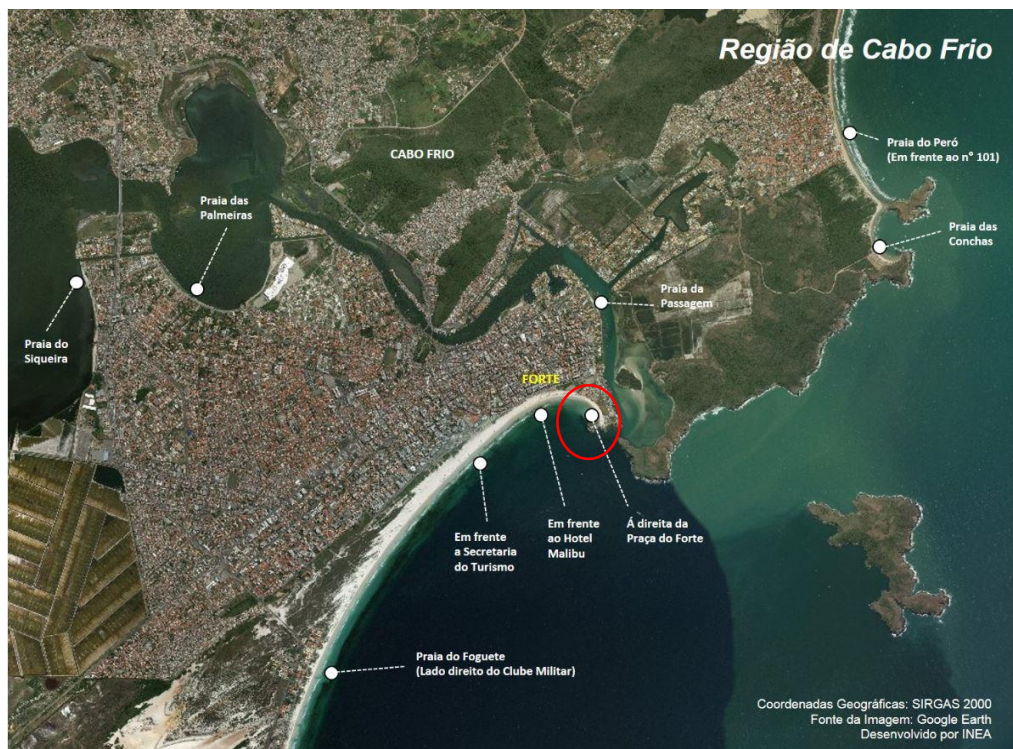 Região de Cabo Frio
Praia do Peró
(Em frente ao nº 101)
CABO FRIO
Praia das
Palmeiras
Praia das
Conchas
Praia da
Passagem
Praia do
Siqueira
FORTE
Em frente
a Secretaria
do Turismo
Em frente
ao Hotel
Malibu
Á direita da
Praça do Forte
Praia do Foguete
(Lado direito do Clube Militar)
Coordenadas Geográficas: SIRGAS 2000
Fonte da Imagem: Google Earth
Desenvolvido por INEA